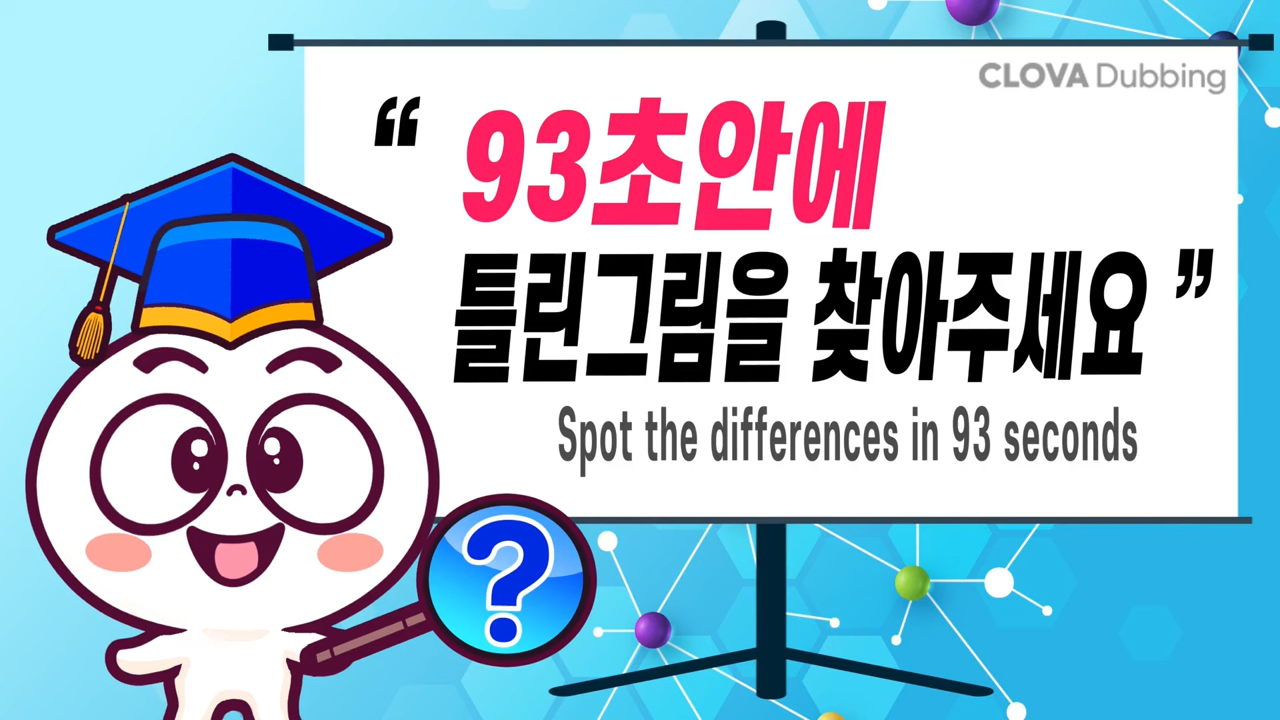 CLOVA Dubbing
“ 93초안에
틀린그림을 찾아주세요 ”
Spot the differences in 93 seconds
?